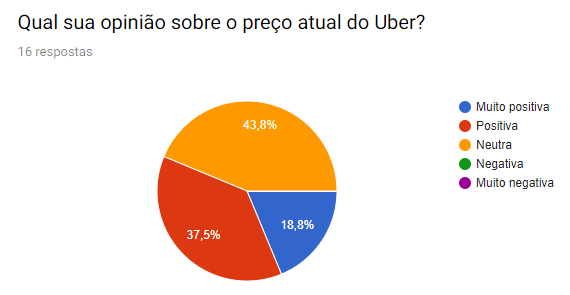 Qual sua opinião sobre o preço atual do Uber?
16 respostas
43,8%
37,5%
18,8%
Muito positiva
Positiva
Neutra
Negativa
Muito negativa